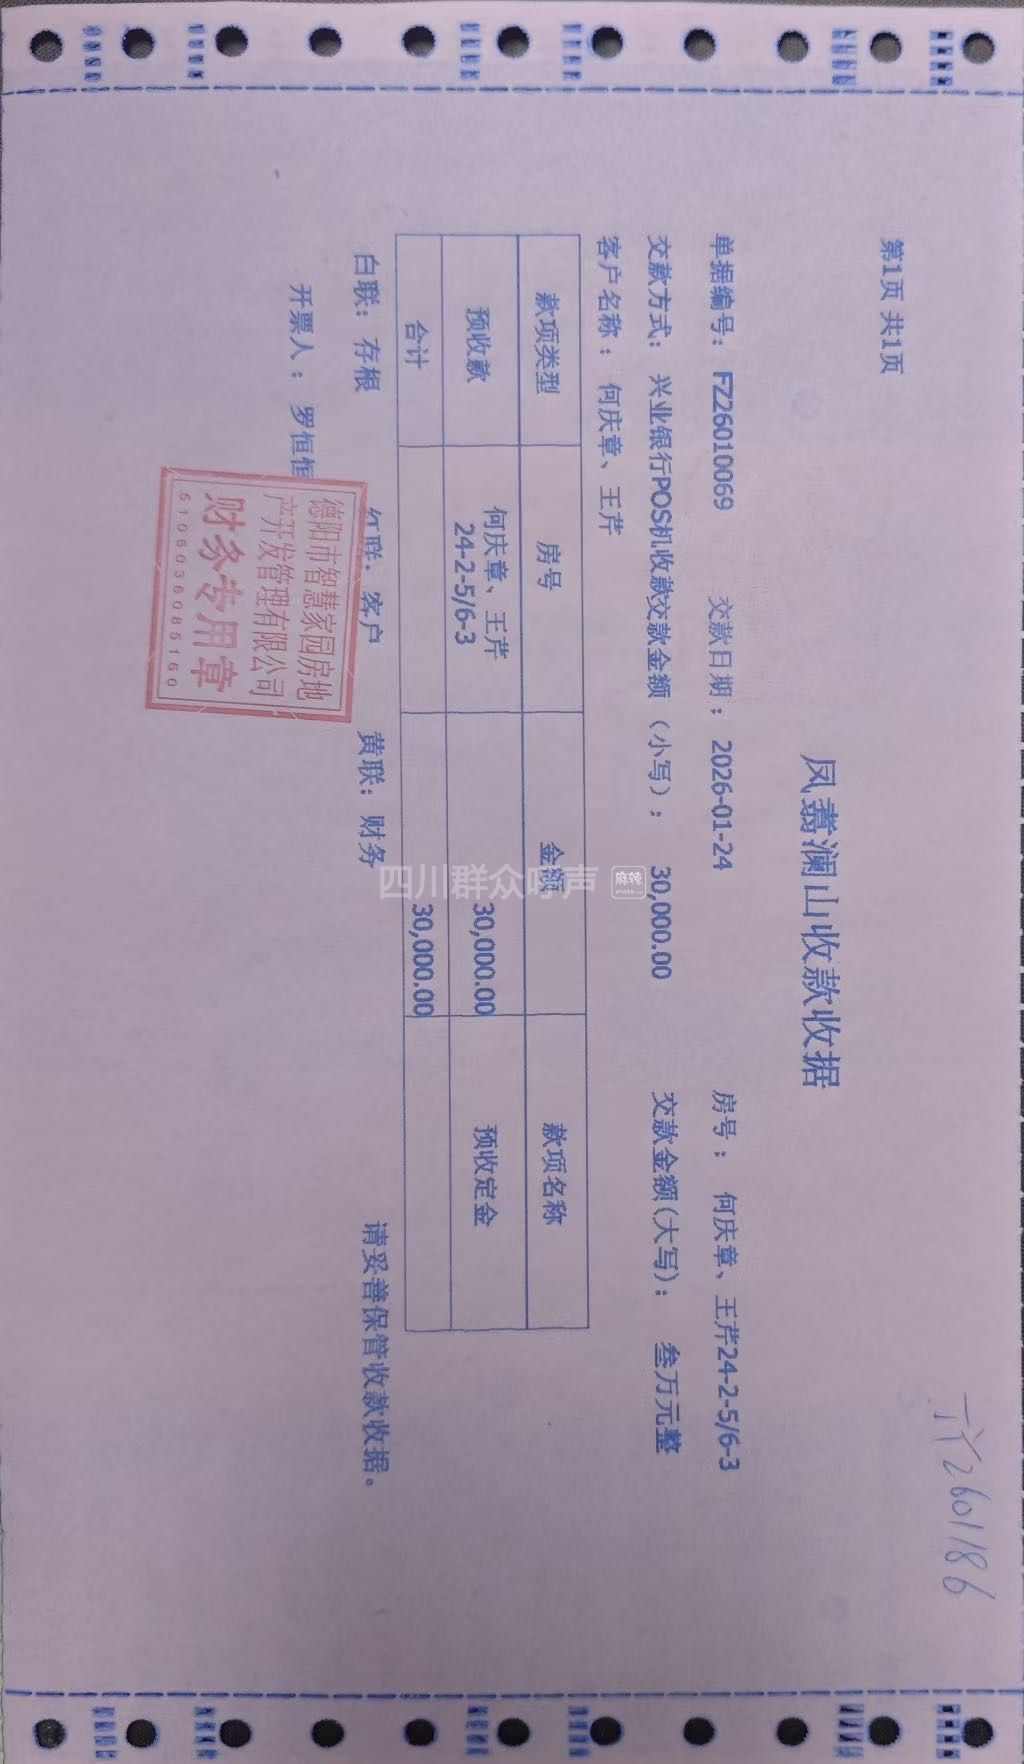 订2601186
第1页 共1页
凤翥澜山收款收据
单据编号： FZ26010069 交款日期： 2026-01-24 房号： 何庆章、王芹24-2-5/6-3
交款方式： 兴业银行POS机收款交款金额（小写）： 30,000.00 交款金额(大写)： 叁万元整
客户名称： 何庆章、王芹
款项类型 房号 金额 款项名称
预收款 何庆章、王芹 24-2-5/6-3 30,000.00 预收定金
合计 30,000.00
白联：存根 红联：客户 黄联：财务 请妥善保管收款收据。
开票人： 罗恒恒
德阳市智慧家园房地
产开发管理有限公司
财务专用章
5106036085160
四川群众呼声